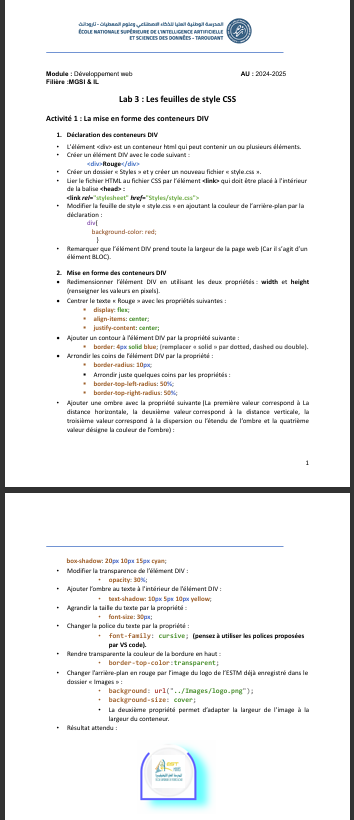 المدرسة الوطنية العليا للذكاء الاصطناعي وعلوم المعطيات - تارودانت
ÉCOLE NATIONALE SUPÉRIEURE DE L'INTELLIGENCE ARTIFICIELLE
ET SCIENCES DES DONNÉES - TAROUDANT
Module : Développement web AU : 2024-2025
Filière :MGSI & IL
Lab 3 : Les feuilles de style CSS
Activité 1 : La mise en forme des conteneurs DIV
1. Déclaration des conteneurs DIV
• L'élément <div> est un conteneur html qui peut contenir un ou plusieurs éléments.
• Créer un élément DIV avec le code suivant :
<div>Rouge</div>
• Créer un dossier « Styles » et y créer un nouveau fichier « style.css ».
• Lier le fichier HTML au fichier CSS par l'élément <link> qui doit être placé à l'intérieur
de la balise <head> :
<link rel="stylesheet" href="Styles/style.css">
• Modifier la feuille de style « style.css » en ajoutant la couleur de l'arrière-plan par la
déclaration :
div{
background-color: red;
}
• Remarquer que l'élément DIV prend toute la largeur de la page web (Car il s'agit d'un
élément BLOC).
2. Mise en forme des conteneurs DIV
• Redimensionner l'élément DIV en utilisant les deux propriétés : width et height
(renseigner les valeurs en pixels).
• Centrer le texte « Rouge » avec les propriétés suivantes :
▪ display: flex;
▪ align-items: center;
▪ justify-content: center;
• Ajouter un contour à l'élément DIV par la propriété suivante :
▪ border: 4px solid blue; (remplacer « solid » par dotted, dashed ou double).
• Arrondir les coins de l'élément DIV par la propriété :
▪ border-radius: 10px;
▪ Arrondir juste quelques coins par les propriétés :
▪ border-top-left-radius: 50%;
▪ border-top-right-radius: 50%;
• Ajouter une ombre avec la propriété suivante (La première valeur correspond à La
distance horizontale, la deuxième valeur correspond à la distance verticale, la
troisième valeur correspond à la dispersion ou l'étendu de l'ombre et la quatrième
valeur désigne la couleur de l'ombre) :
1
box-shadow: 20px 10px 15px cyan;
• Modifier la transparence de l'élément DIV :
• opacity: 30%;
• Ajouter l'ombre au texte à l'intérieur de l'élément DIV :
• text-shadow: 10px 5px 10px yellow;
• Agrandir la taille du texte par la propriété :
• font-size: 30px;
• Changer la police du texte par la propriété :
• font-family: cursive; (pensez à utiliser les polices proposées
par VS code).
• Rendre transparente la couleur de la bordure en haut :
• border-top-color:transparent;
• Changer l'arrière-plan en rouge par l'image du logo de l'ESTM déjà enregistré dans le
dossier « Images » :
• background: url("../Images/logo.png");
• background-size: cover;
• La deuxième propriété permet d'adapter la largeur de l'image à la
largeur du conteneur.
• Résultat attendu :